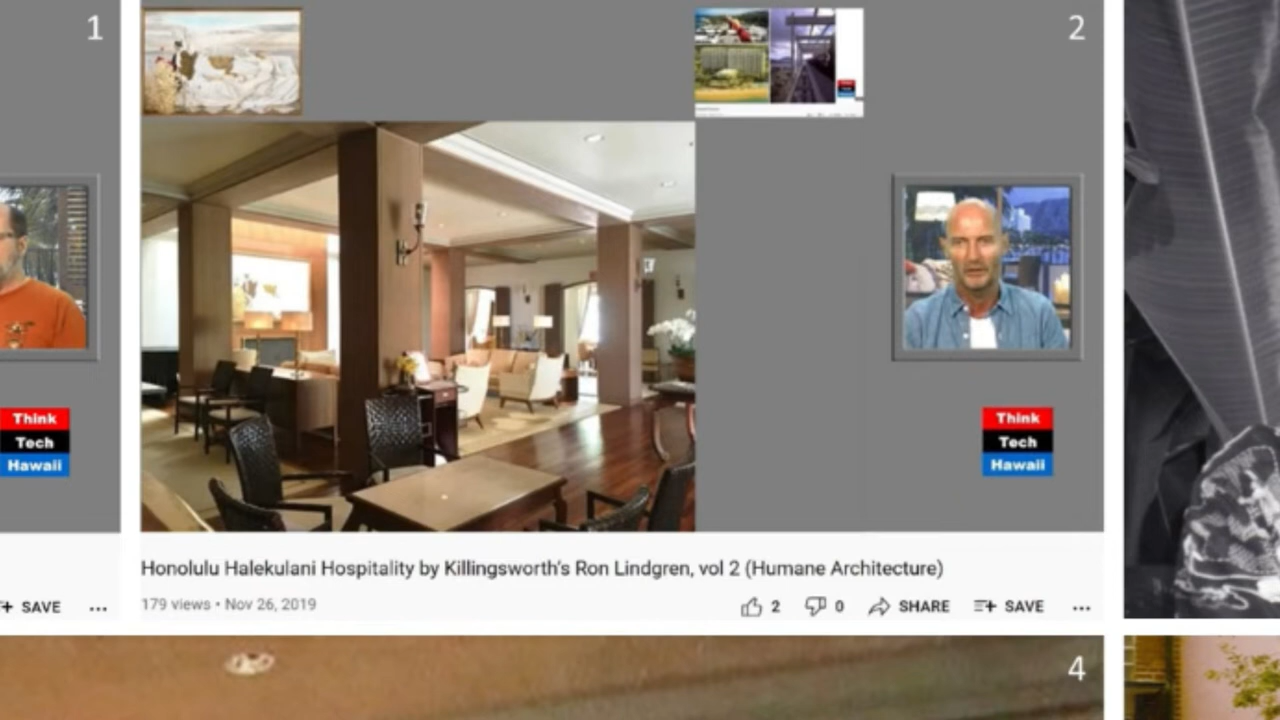 1
2
Think
Tech
Hawaii
Think
Tech
Hawaii
Honolulu Halekulani Hospitality by Killingsworth's Ron Lindgren, vol 2 (Humane Architecture)
179 views • Nov 26, 2019
2
0
SHARE
SAVE
SAVE
4